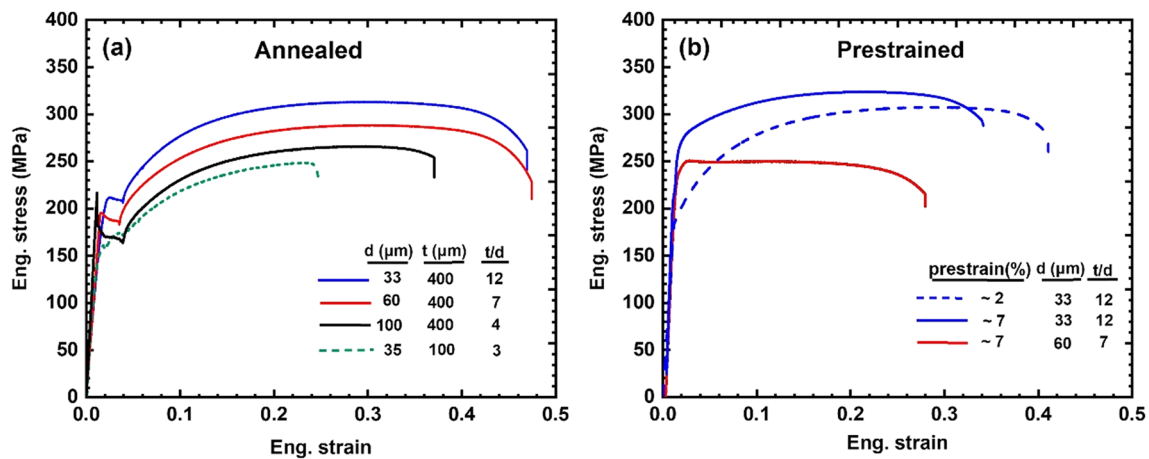 (a) Annealed
400
350
300
250
200
150
100
50
0
Eng. stress (MPa)
d (µm) t (µm) t/d
33 400 12
60 400 7
100 400 4
35 100 3
0.0 0.1 0.2 0.3 0.4 0.5
Eng. strain
(b) Prestrained
400
350
300
250
200
150
100
50
0
Eng. stress (MPa)
prestrain(%) d (µm) t/d
~ 2 33 12
~ 7 33 12
~ 7 60 7
0.0 0.1 0.2 0.3 0.4 0.5
Eng. strain